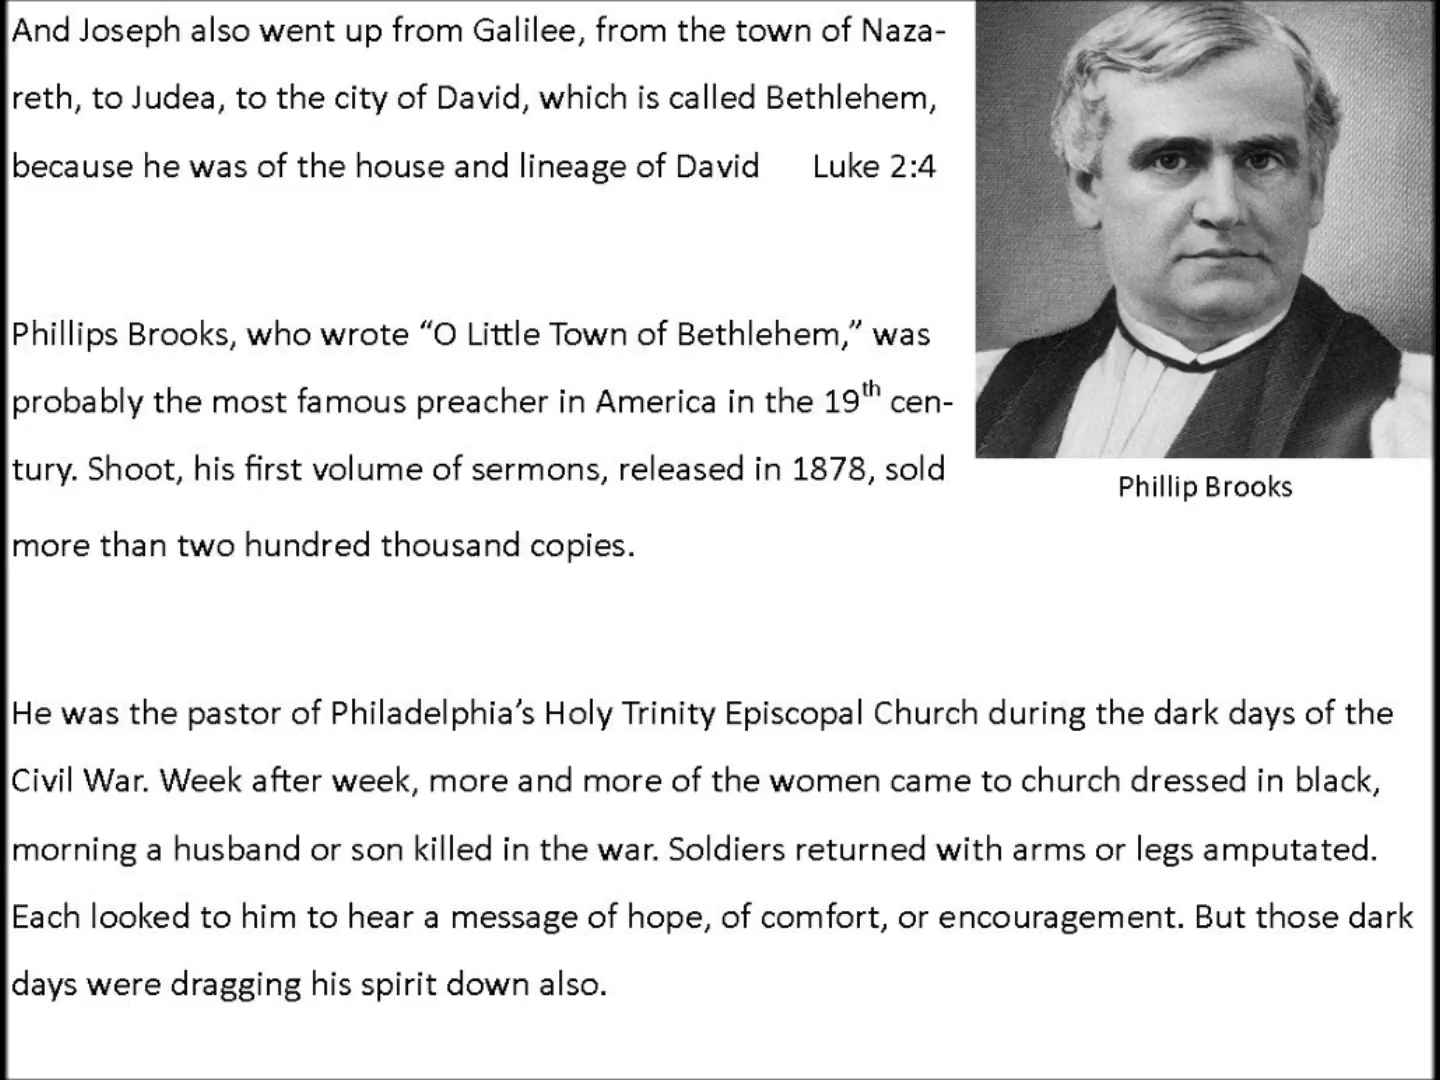 And Joseph also went up from Galilee, from the town of Naza-
reth, to Judea, to the city of David, which is called Bethlehem,
because he was of the house and lineage of David Luke 2:4
Phillips Brooks, who wrote “O Little Town of Bethlehem,” was
probably the most famous preacher in America in the 19th cen-
tury. Shoot, his first volume of sermons, released in 1878, sold
more than two hundred thousand copies.
Phillip Brooks
He was the pastor of Philadelphia’s Holy Trinity Episcopal Church during the dark days of the
Civil War. Week after week, more and more of the women came to church dressed in black,
morning a husband or son killed in the war. Soldiers returned with arms or legs amputated.
Each looked to him to hear a message of hope, of comfort, or encouragement. But those dark
days were dragging his spirit down also.